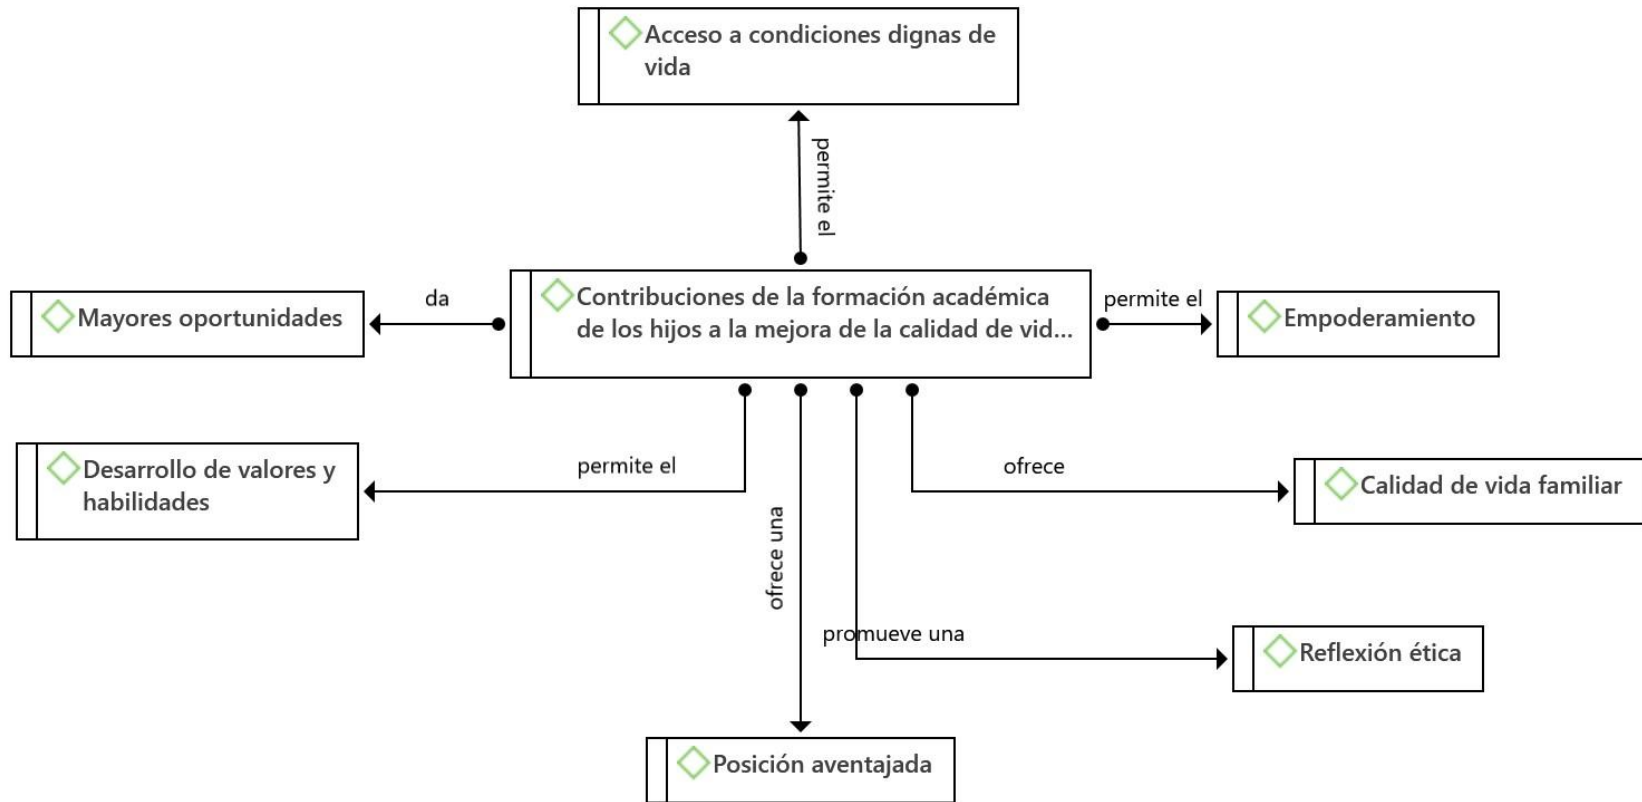 Acceso a condiciones dignas de
vida
permite el
Contribuciones de la formación académica
de los hijos a la mejora de la calidad de vid...
da
Mayores oportunidades
permite el
Empoderamiento
permite el
Desarrollo de valores y
habilidades
ofrece
Calidad de vida familiar
ofrece una
promueve una
Reflexión ética
Posición aventajada